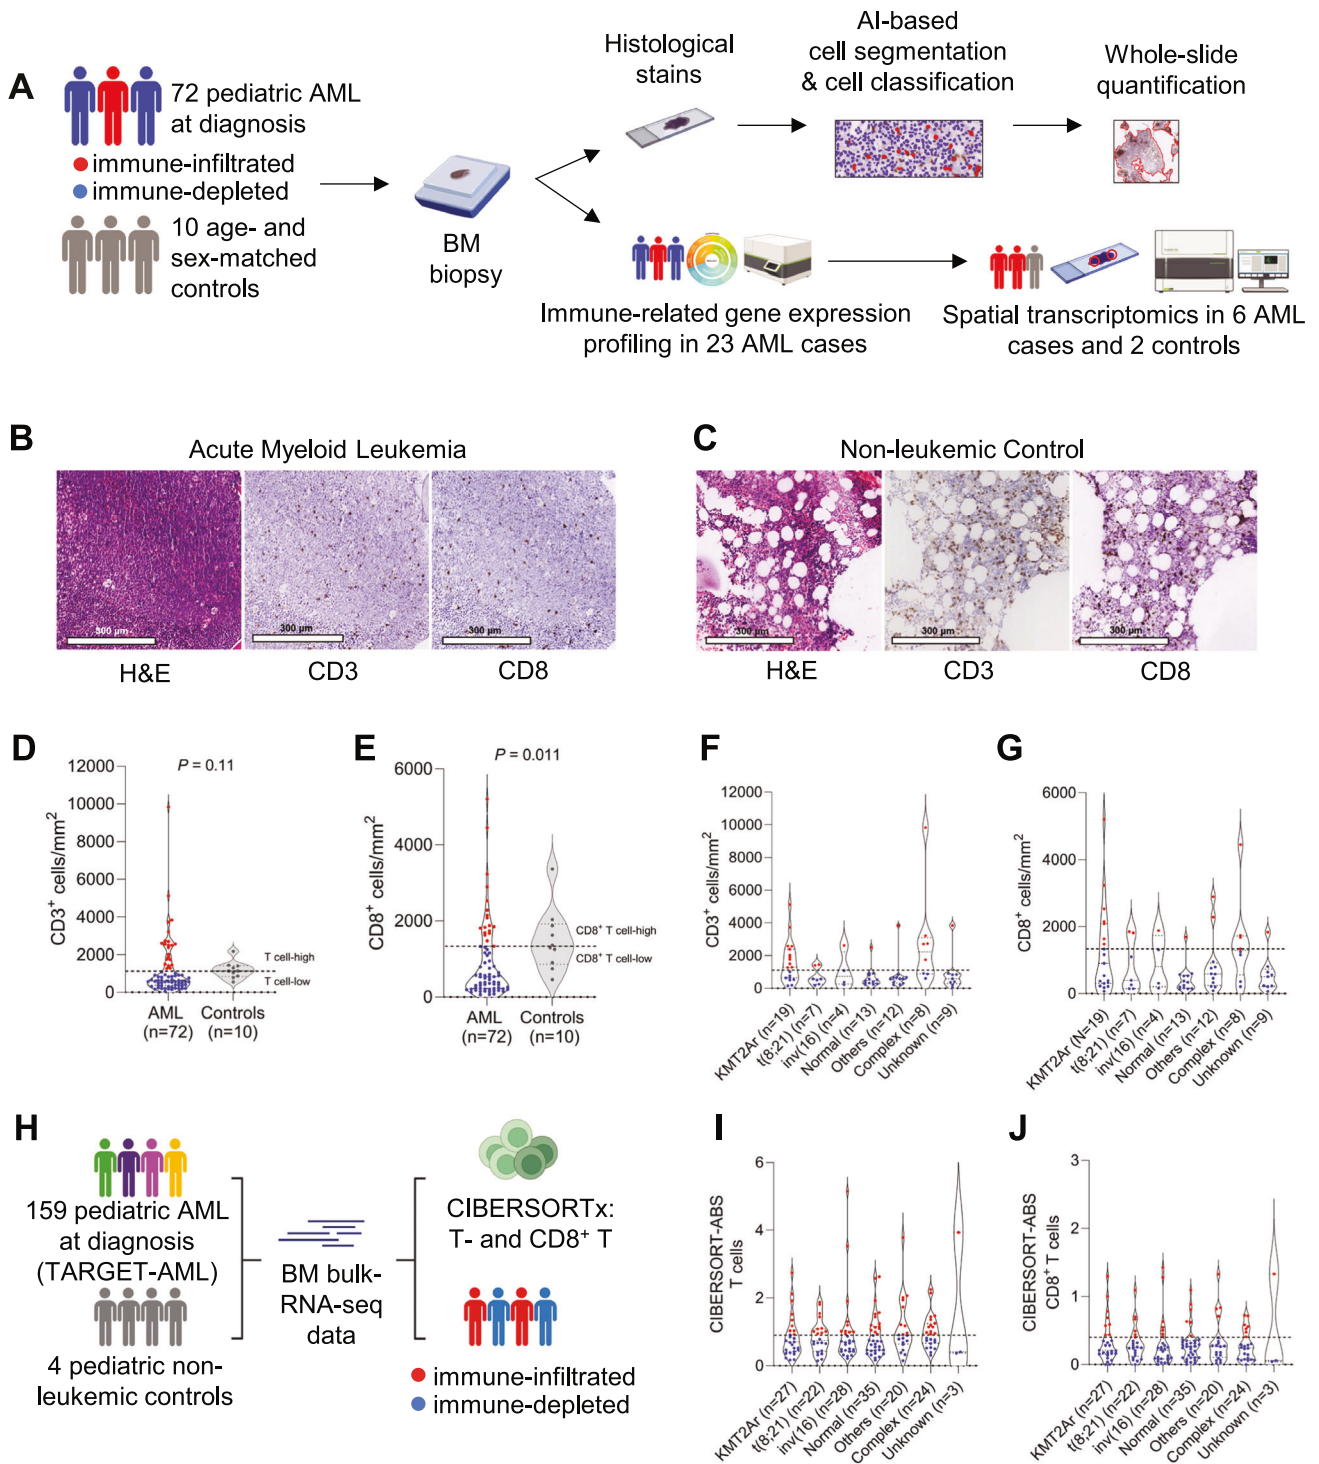 A
72 pediatric AML
at diagnosis
immune-infiltrated
immune-depleted
10 age- and
sex-matched
controls
BM
biopsy
Histological
stains
AI-based
cell segmentation
& cell classification
Whole-slide
quantification
Immune-related gene expression
profiling in 23 AML cases
Spatial transcriptomics in 6 AML
cases and 2 controls
B
Acute Myeloid Leukemia
300 µm
300 µm
300 µm
H&E
CD3
CD8
C
Non-leukemic Control
300 µm
300 µm
300 µm
H&E
CD3
CD8
D
P = 0.11
CD3+ cells/mm2
12000
10000
8000
6000
4000
2000
0
T cell-high
T cell-low
AML
(n=72)
Controls
(n=10)
E
P = 0.011
CD8+ cells/mm2
6000
4000
2000
0
CD8+ T cell-high
CD8+ T cell-low
AML
(n=72)
Controls
(n=10)
F
CD3+ cells/mm2
12000
10000
8000
6000
4000
2000
0
KMT2Ar (n=19)
t(8;21) (n=7)
inv(16) (n=4)
Normal (n=13)
Others (n=12)
Complex (n=8)
Unknown (n=9)
G
CD8+ cells/mm2
6000
4000
2000
0
KMT2Ar (N=19)
t(8;21) (n=7)
inv(16) (n=4)
Normal (n=13)
Others (n=12)
Complex (n=8)
Unknown (n=9)
H
159 pediatric AML
at diagnosis
(TARGET-AML)
4 pediatric non-
leukemic controls
BM bulk-
RNA-seq
data
CIBERSORTx:
T- and CD8+ T
immune-infiltrated
immune-depleted
I
CIBERSORT-ABS
T cells
6
4
2
0
KMT2Ar (n=27)
t(8;21) (n=22)
inv(16) (n=28)
Normal (n=35)
Others (n=20)
Complex (n=24)
Unknown (n=3)
J
CIBERSORT-ABS
CD8+ T cells
3
2
1
0
KMT2Ar (n=27)
t(8;21) (n=22)
inv(16) (n=28)
Normal (n=35)
Others (n=20)
Complex (n=24)
Unknown (n=3)